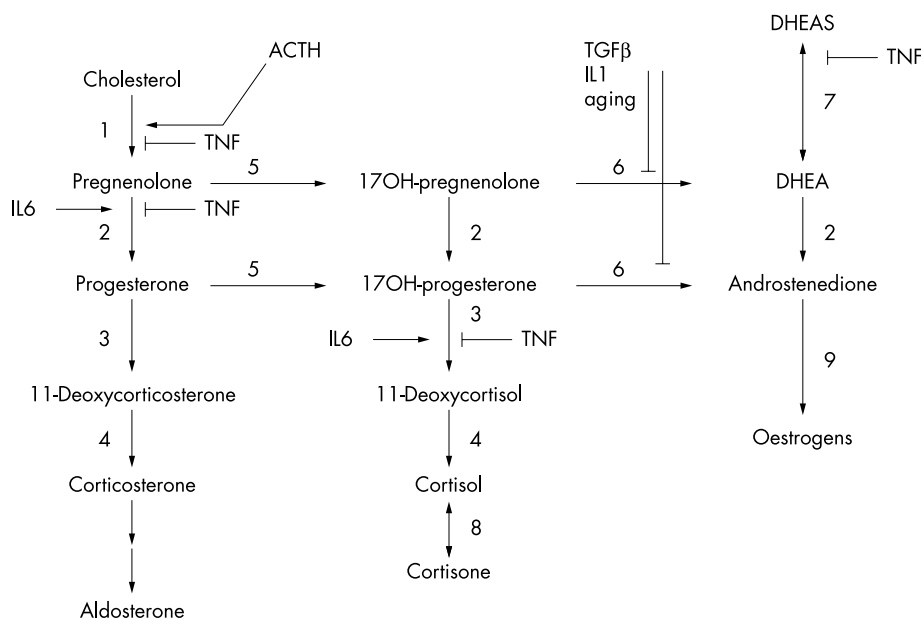 DHEAS
ACTH
TGFβ
IL1
aging
TNF
Cholesterol
7
1
TNF
5
6
Pregnenolone
17OH-pregnenolone
DHEA
IL6
TNF
2
2
2
5
6
Progesterone
17OH-progesterone
Androstenedione
3
3
IL6
TNF
9
11-Deoxycorticosterone
11-Deoxycortisol
4
4
Oestrogens
Corticosterone
Cortisol
8
Cortisone
Aldosterone